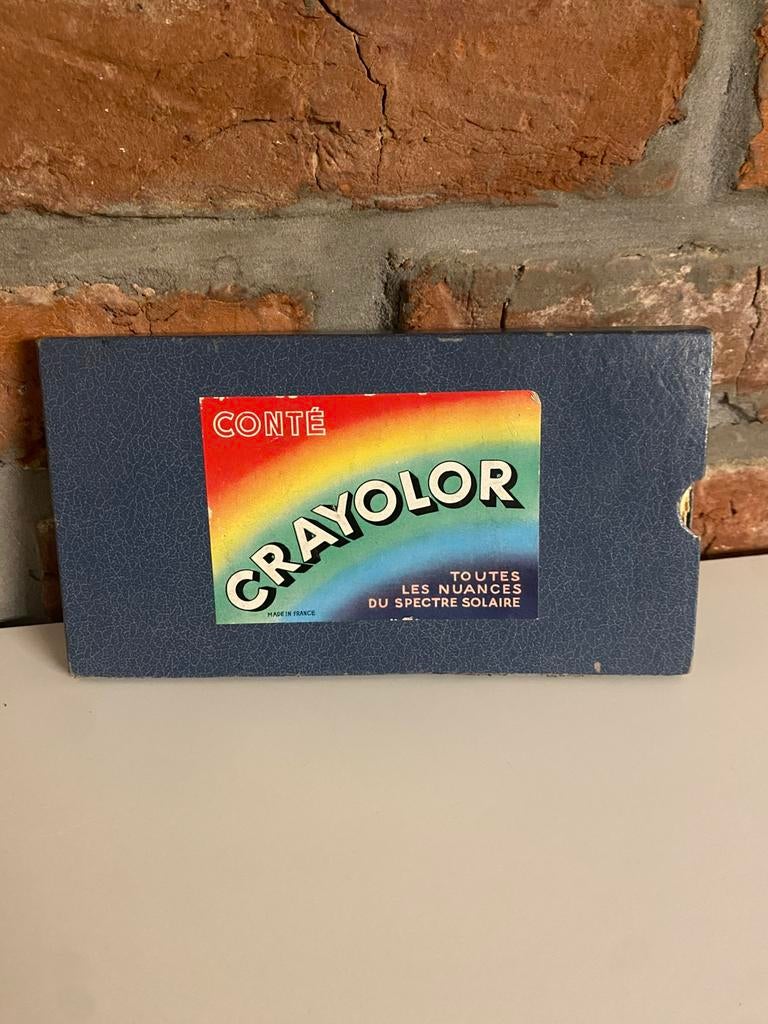 CONTÉ
CRAYOLOR
TOUTES
LES NUANCES
DU SPECTRE SOLAIRE
MADE IN FRANCE